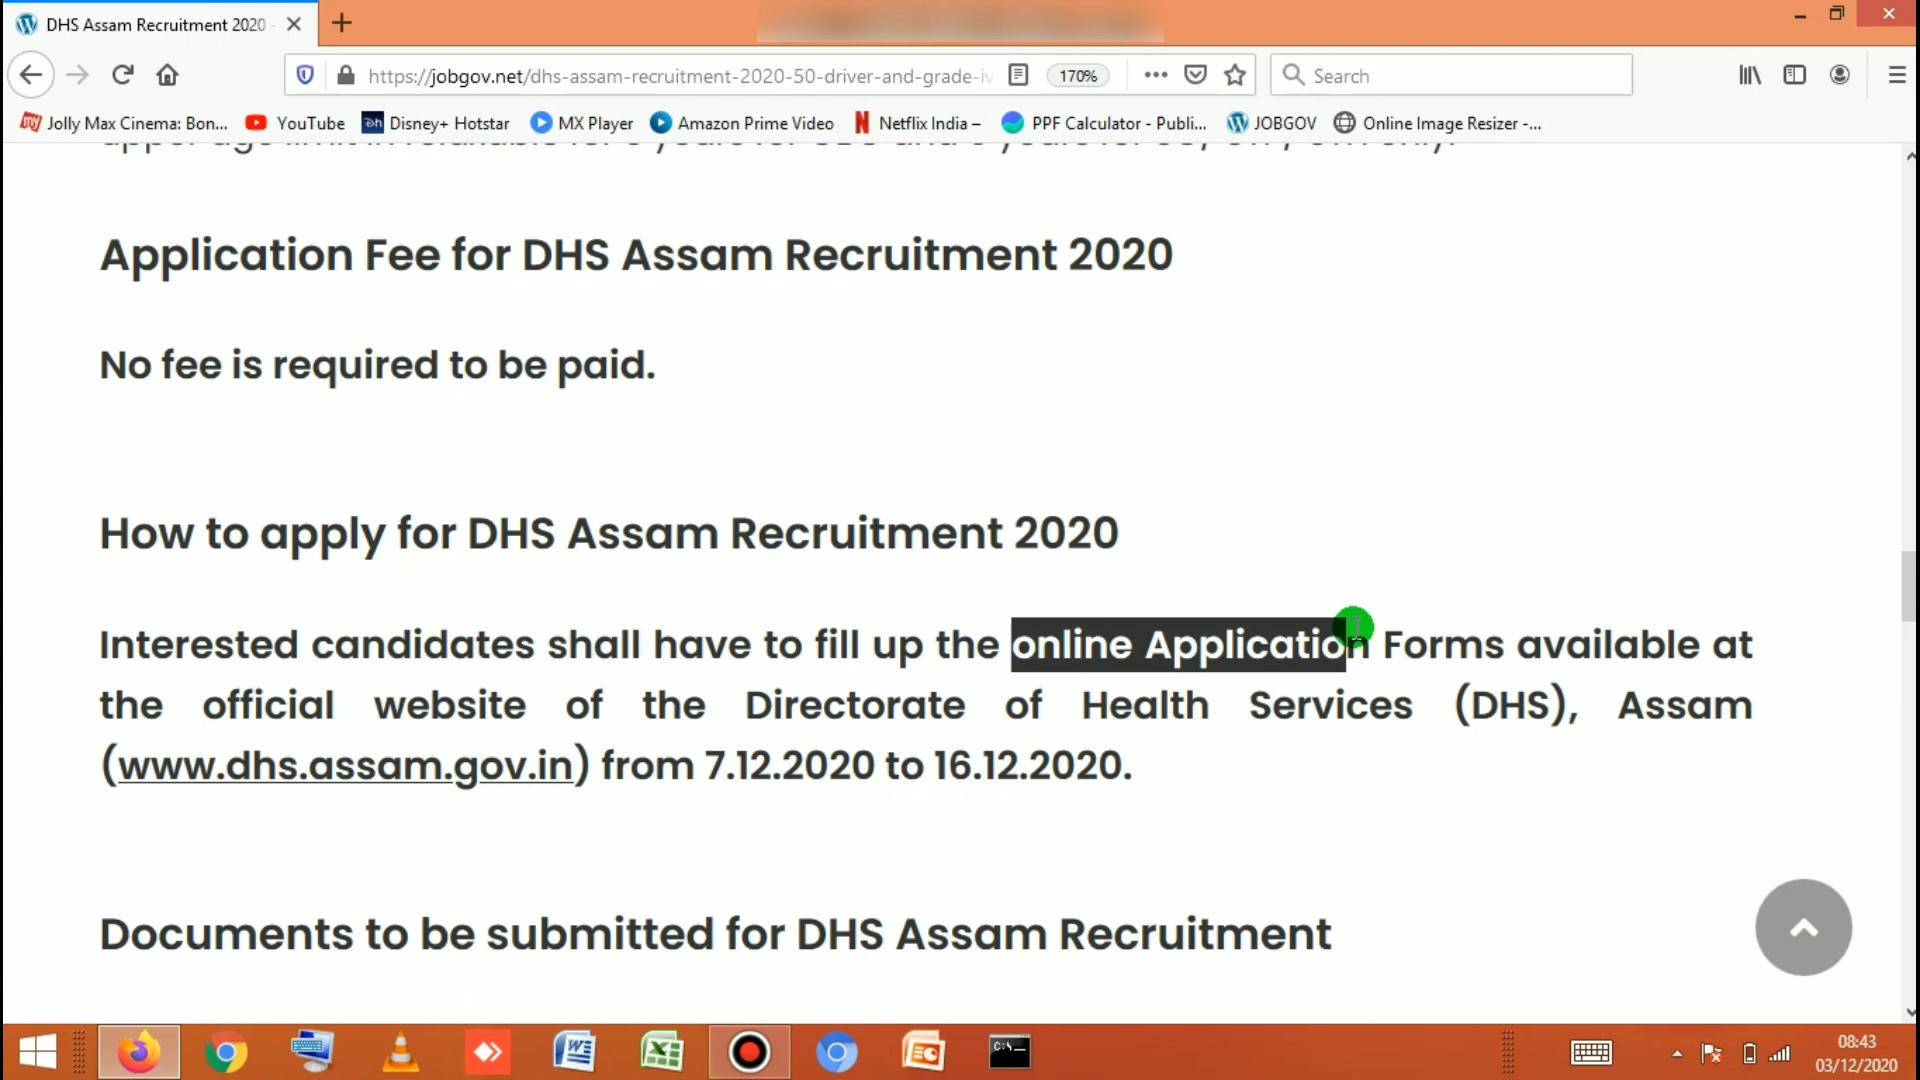 DHS Assam Recruitment 2020 -
https://jobgov.net/dhs-assam-recruitment-2020-50-driver-and-grade-iv
170%
Search
Jolly Max Cinema: Bon...
YouTube
Disney+ Hotstar
MX Player
Amazon Prime Video
Netflix India –
PPF Calculator - Publi...
JOBGOV
Online Image Resizer -...
Application Fee for DHS Assam Recruitment 2020
No fee is required to be paid.
How to apply for DHS Assam Recruitment 2020
Interested candidates shall have to fill up the online Application Forms available at
the official website of the Directorate of Health Services (DHS), Assam
(www.dhs.assam.gov.in) from 7.12.2020 to 16.12.2020.
Documents to be submitted for DHS Assam Recruitment
08:43
03/12/2020